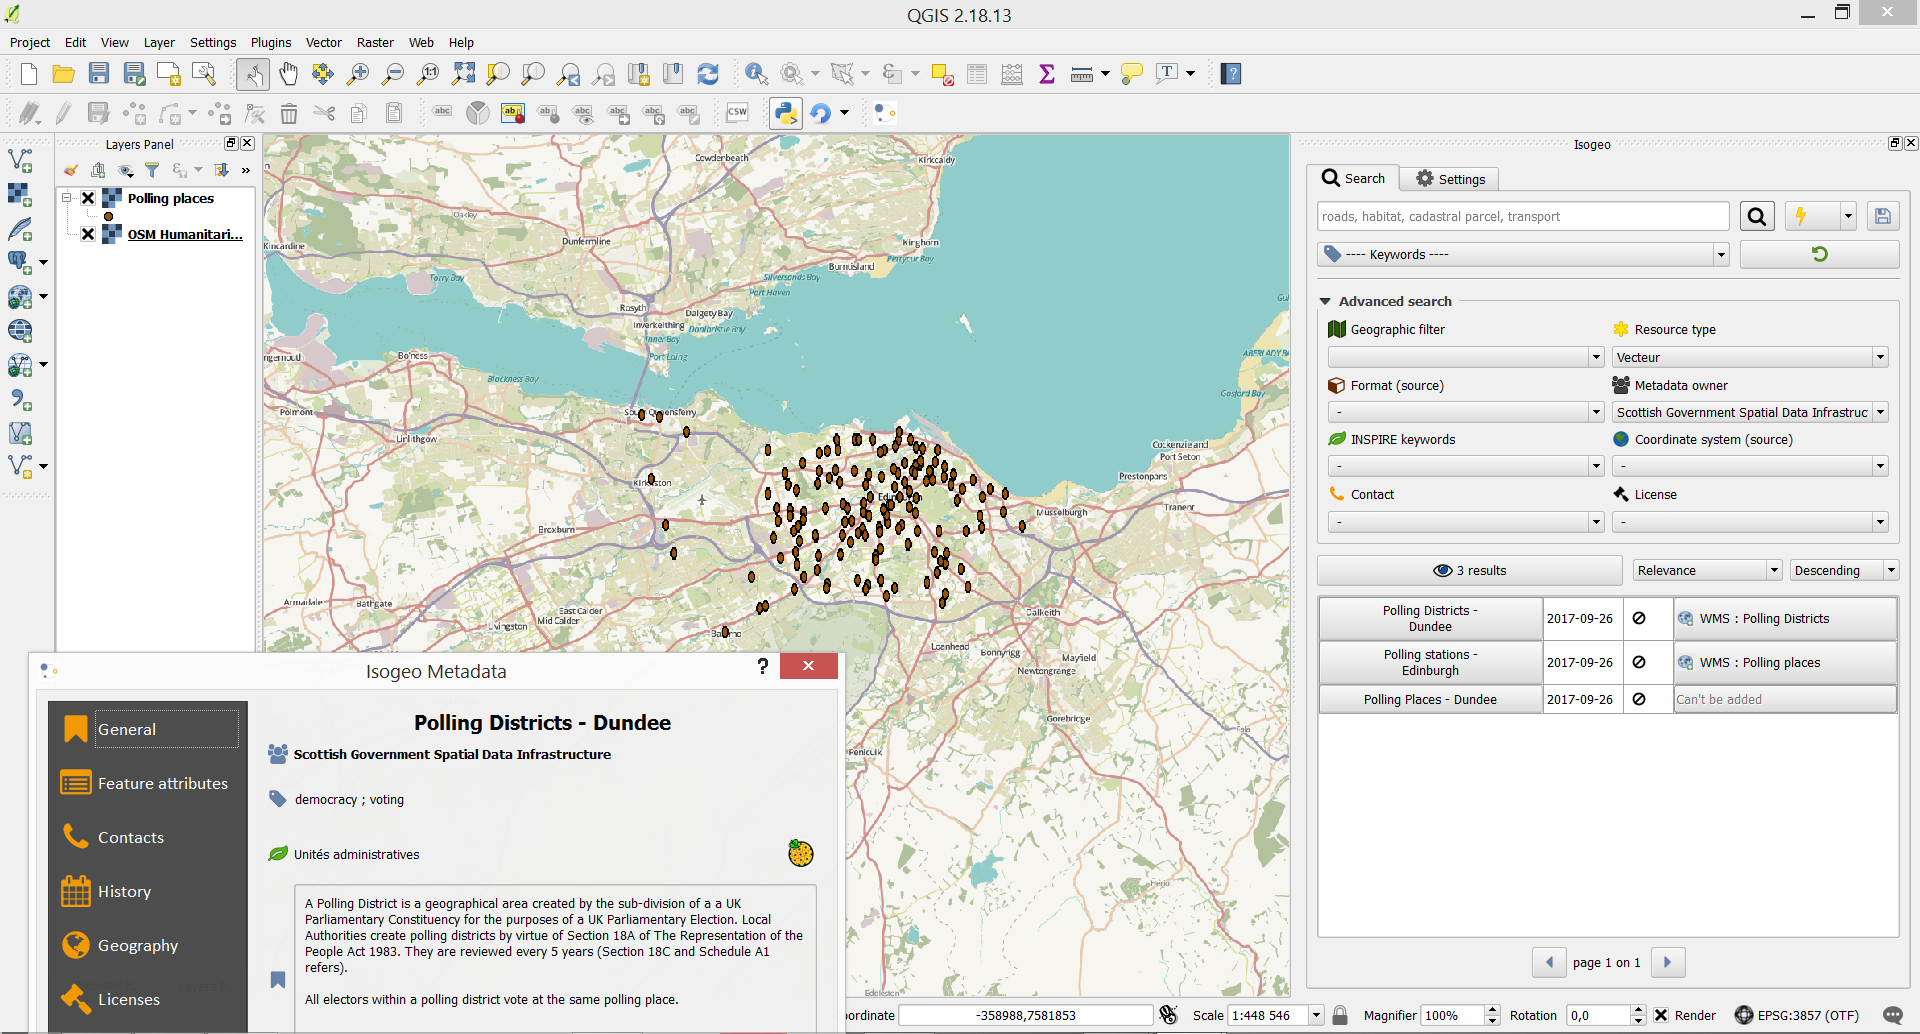 QGIS 2.18.13
Project Edit View Layer Settings Plugins Vector Raster Web Help
CSW
Layers Panel
Polling places
OSM Humanitari...
Cowdenbeath
Kirkcaldy
Oakley
Dunfermline
Kincardine
Kinghorn
Burntisland
Pettycur Bay
Torry Bay
Silversands Bay
Port Haven
Rosyth
Dalgety Bay
Inverkeithing
Donibristle Bay
Inner Bay
Port Laing
Bo'ness
Blackness Bay
Polmont
Linlithgow
Gosford Bay
Cockenzie and
Port Seton
Prestonpans
Tranent
Musselburgh
Broxburn
Armadale
Bathgate
East Calder
Mid Calder
Livingston
Dalkeith
Loanhead
Bonnyrigg
Mayfield
Newtongrange
Gorebridge
Penicuik
Eddleston
Isogeo
Search
Settings
roads, habitat, cadastral parcel, transport
---- Keywords ----
Advanced search
Geographic filter
Resource type
Vecteur
Format (source)
Metadata owner
-
Scottish Government Spatial Data Infrastruc
INSPIRE keywords
Coordinate system (source)
-
-
Contact
License
-
-
3 results
Relevance
Descending
Polling Districts -
Dundee
2017-09-26
WMS : Polling Districts
Polling stations -
Edinburgh
2017-09-26
WMS : Polling places
Polling Places - Dundee
2017-09-26
Can't be added
page 1 on 1
Isogeo Metadata
?
General
Feature attributes
Contacts
History
Geography
Licenses
Polling Districts - Dundee
Scottish Government Spatial Data Infrastructure
democracy ; voting
Unités administratives
A Polling District is a geographical area created by the sub-division of a a UK
Parliamentary Constituency for the purposes of a UK Parliamentary Election. Local
Authorities create polling districts by virtue of Section 18A of The Representation of the
People Act 1983. They are reviewed every 5 years (Section 18C and Schedule A1
refers).
All electors within a polling district vote at the same polling place.
ordinate
-358988,7581853
Scale 1:448 546
Magnifier 100%
Rotation 0,0
Render
EPSG:3857 (OTF)